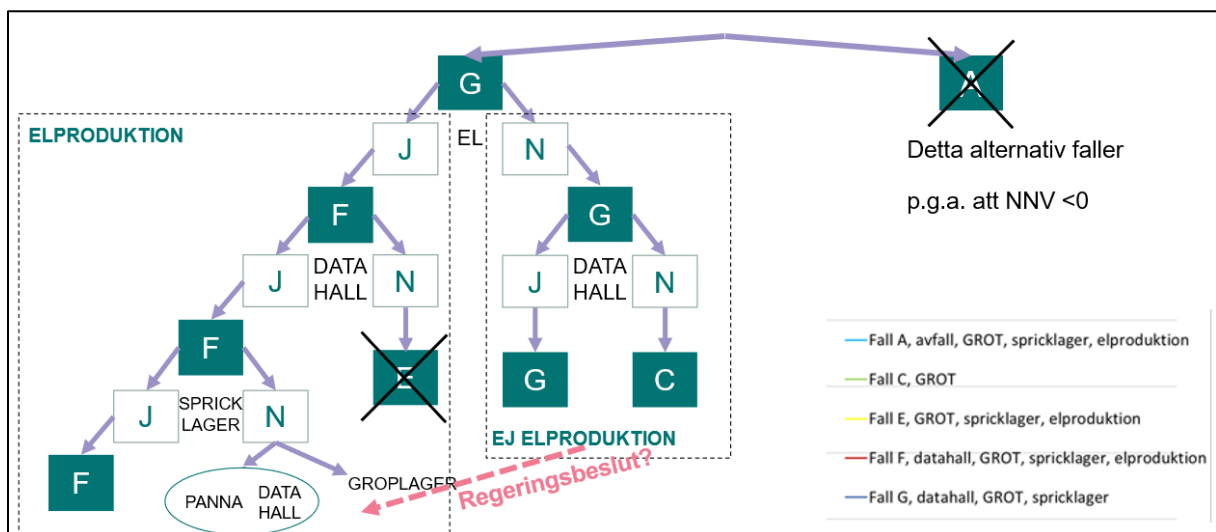 G
A
ELPRODUKTION
J
EL
N
Detta alternativ faller
p.g.a. att NNV <0
F
G
J
DATA
HALL
N
J
DATA
HALL
N
F
E
G
C
J
SPRICK
LAGER
N
EJ ELPRODUKTION
F
PANNA
DATA
HALL
GROPLAGER
Regeringsbeslut?
Fall A, avfall, GROT, spricklager, elproduktion
Fall C, GROT
Fall E, GROT, spricklager, elproduktion
Fall F, datahall, GROT, spricklager, elproduktion
Fall G, datahall, GROT, spricklager